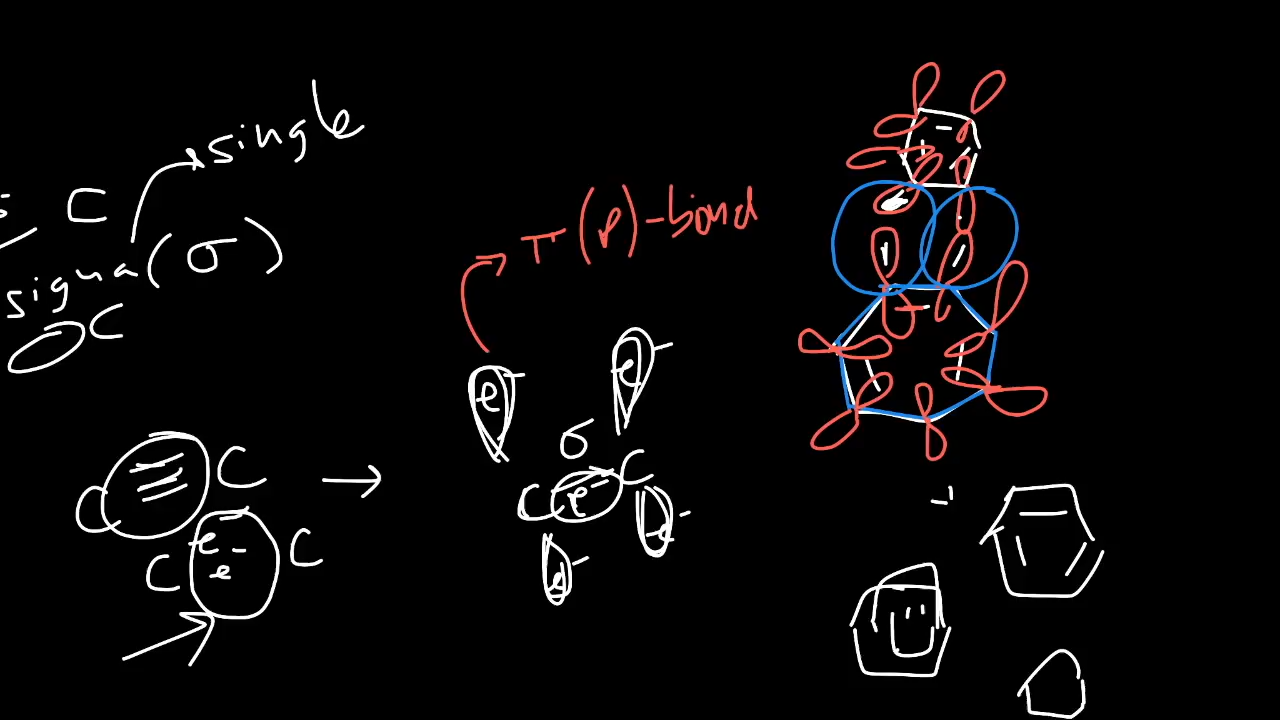 single
C
sigma (σ)
C
π (p) - bond
e⁻
e⁻
σ
C e⁻ C
e⁻
e⁻
C C
C e⁻ C
e